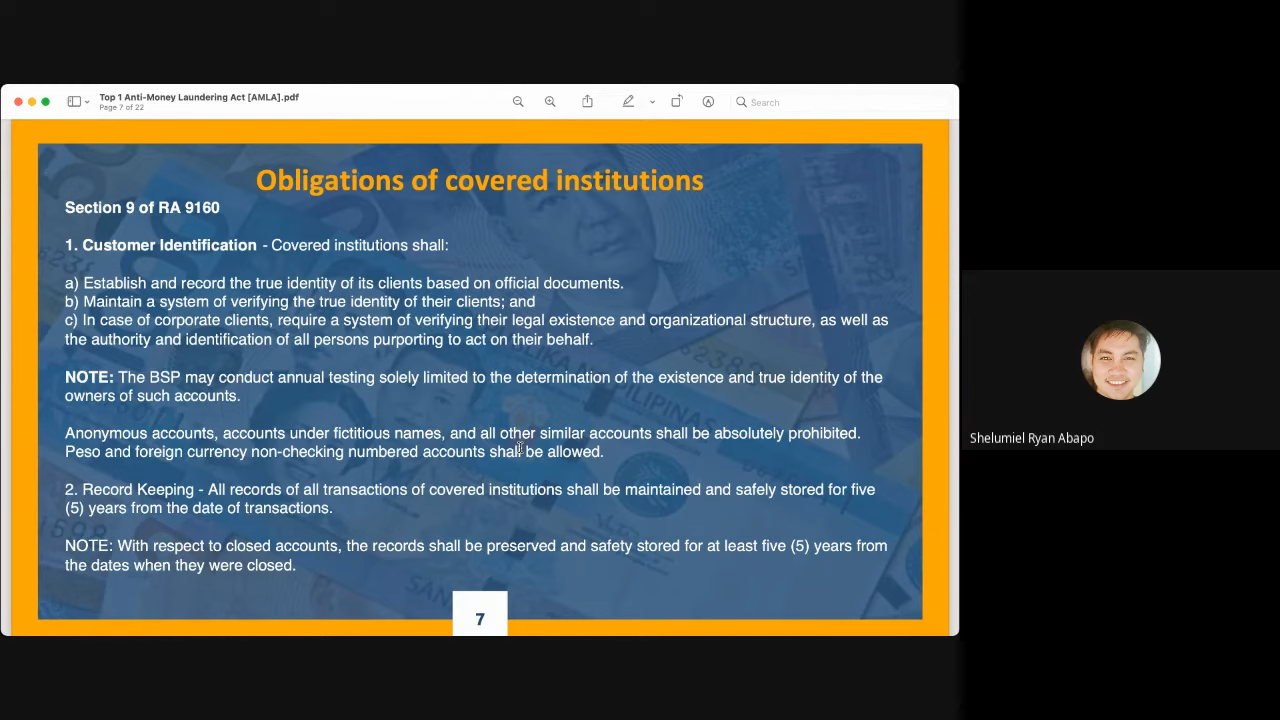 Top 1 Anti-Money Laundering Act [AMLA].pdf
Page 7 of 22
Search
Obligations of covered institutions
Section 9 of RA 9160
1. Customer Identification - Covered institutions shall:
a) Establish and record the true identity of its clients based on official documents.
b) Maintain a system of verifying the true identity of their clients; and
c) In case of corporate clients, require a system of verifying their legal existence and organizational structure, as well as
the authority and identification of all persons purporting to act on their behalf.
NOTE: The BSP may conduct annual testing solely limited to the determination of the existence and true identity of the
owners of such accounts.
Anonymous accounts, accounts under fictitious names, and all other similar accounts shall be absolutely prohibited.
Peso and foreign currency non-checking numbered accounts shall be allowed.
2. Record Keeping - All records of all transactions of covered institutions shall be maintained and safely stored for five
(5) years from the date of transactions.
NOTE: With respect to closed accounts, the records shall be preserved and safety stored for at least five (5) years from
the dates when they were closed.
7
Shelumiel Ryan Abapo